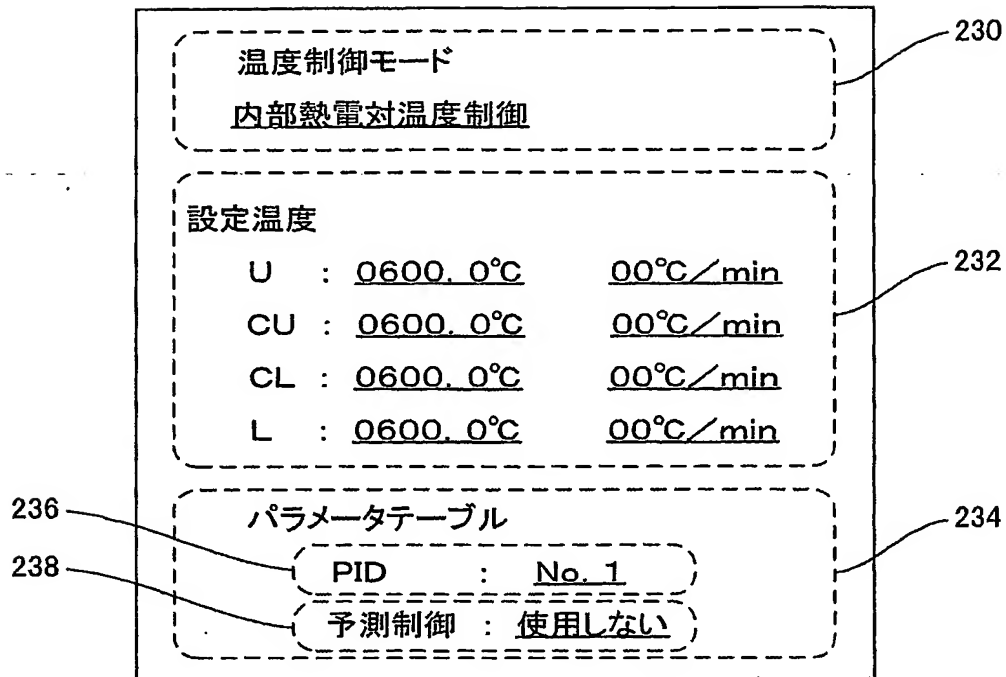 230
温度制御モード
内部熱電対温度制御
設定温度
U : 0600. 0℃ 00℃/min
232
CU : 0600. 0℃ 00℃/min
CL : 0600. 0℃ 00℃/min
L : 0600. 0℃ 00℃/min
236
パラメータテーブル
234
238
PID : No. 1
予測制御 : 使用しない